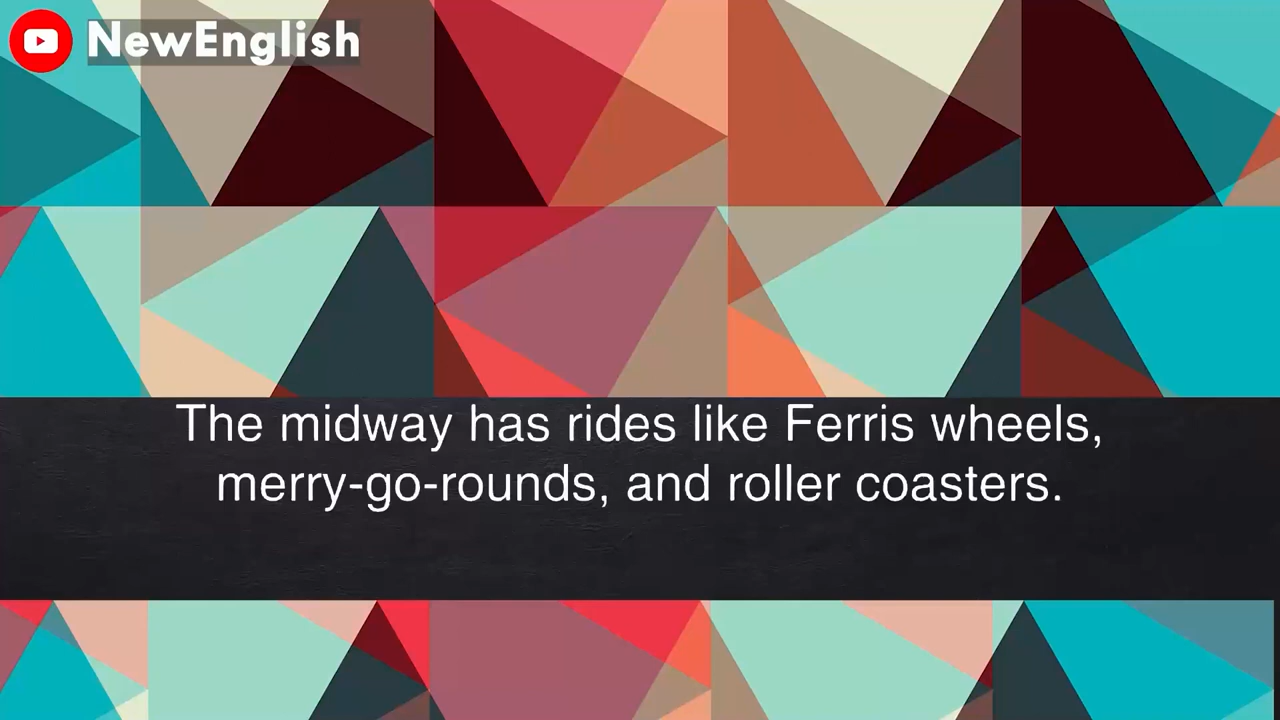 NewEnglish
The midway has rides like Ferris wheels,
merry-go-rounds, and roller coasters.